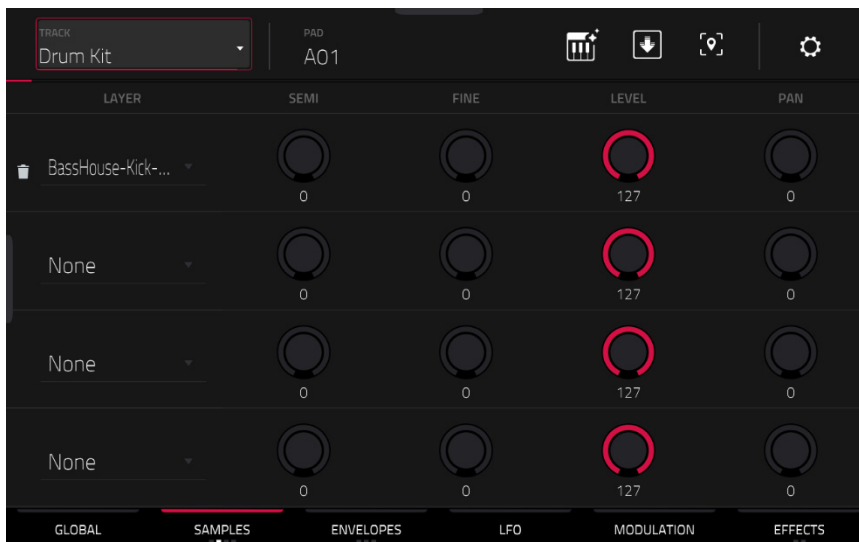 TRACK
Drum Kit
PAD
A01
LAYER SEMI FINE LEVEL PAN
BassHouse-Kick-...
0 0 127 0
None
0 0 127 0
None
0 0 127 0
None
0 0 127 0
GLOBAL SAMPLES ENVELOPES LFO MODULATION EFFECTS